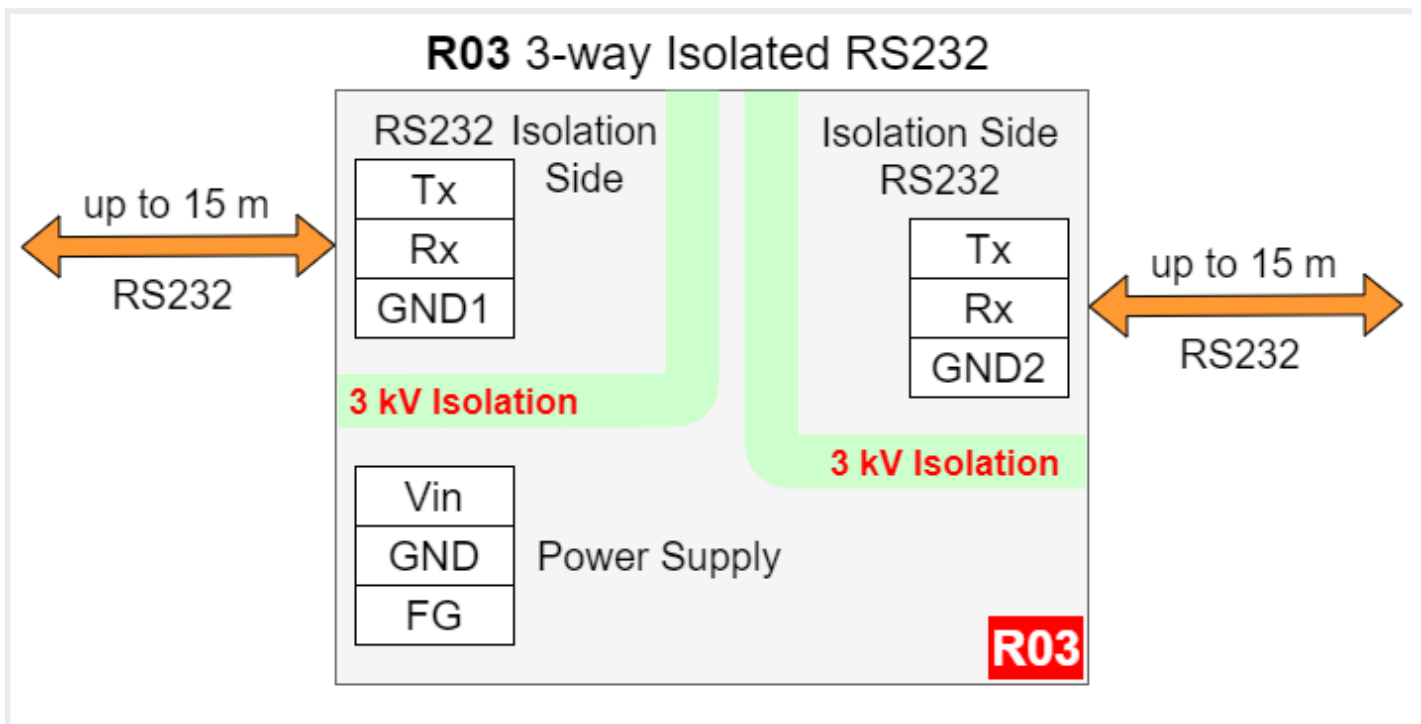 R03 3-way Isolated RS232
RS232 Isolation
Side
Tx
Rx
GND1
up to 15 m
RS232
3 kV Isolation
Isolation Side
RS232
Tx
Rx
GND2
up to 15 m
RS232
3 kV Isolation
Vin
GND
FG
Power Supply
R03